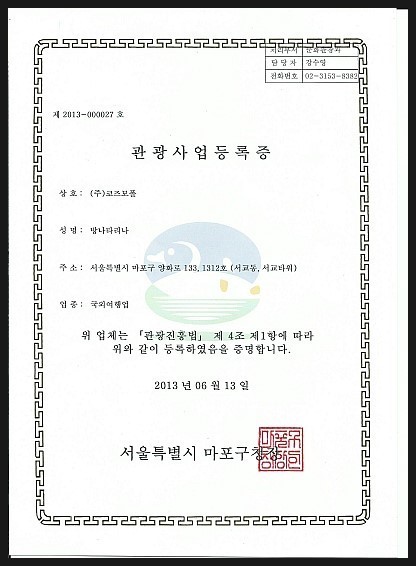 처리부서 문화관광과
담 당 자 강수영
전화번호 02-3153-8382
제 2013-000027 호
관 광 사 업 등 록 증
상 호 : (주)로즈모폴
성 명 : 방나타리나
주 소 : 서울특별시 마포구 양화로 133, 1312호 (서교동, 서교타워)
업 종 : 국외여행업
위 업체는 「관광진흥법」 제 4조 제1항에 따라
위와 같이 등록하였음을 증명합니다.
2013 년 06 월 13 일
서울특별시 마포구청장